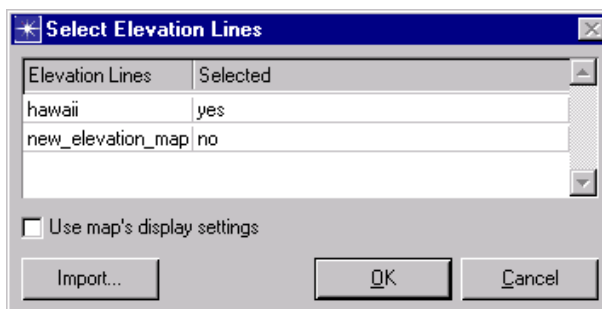 Select Elevation Lines
Elevation Lines Selected
hawaii yes
new_elevation_map no
Use map's display settings
Import... OK Cancel